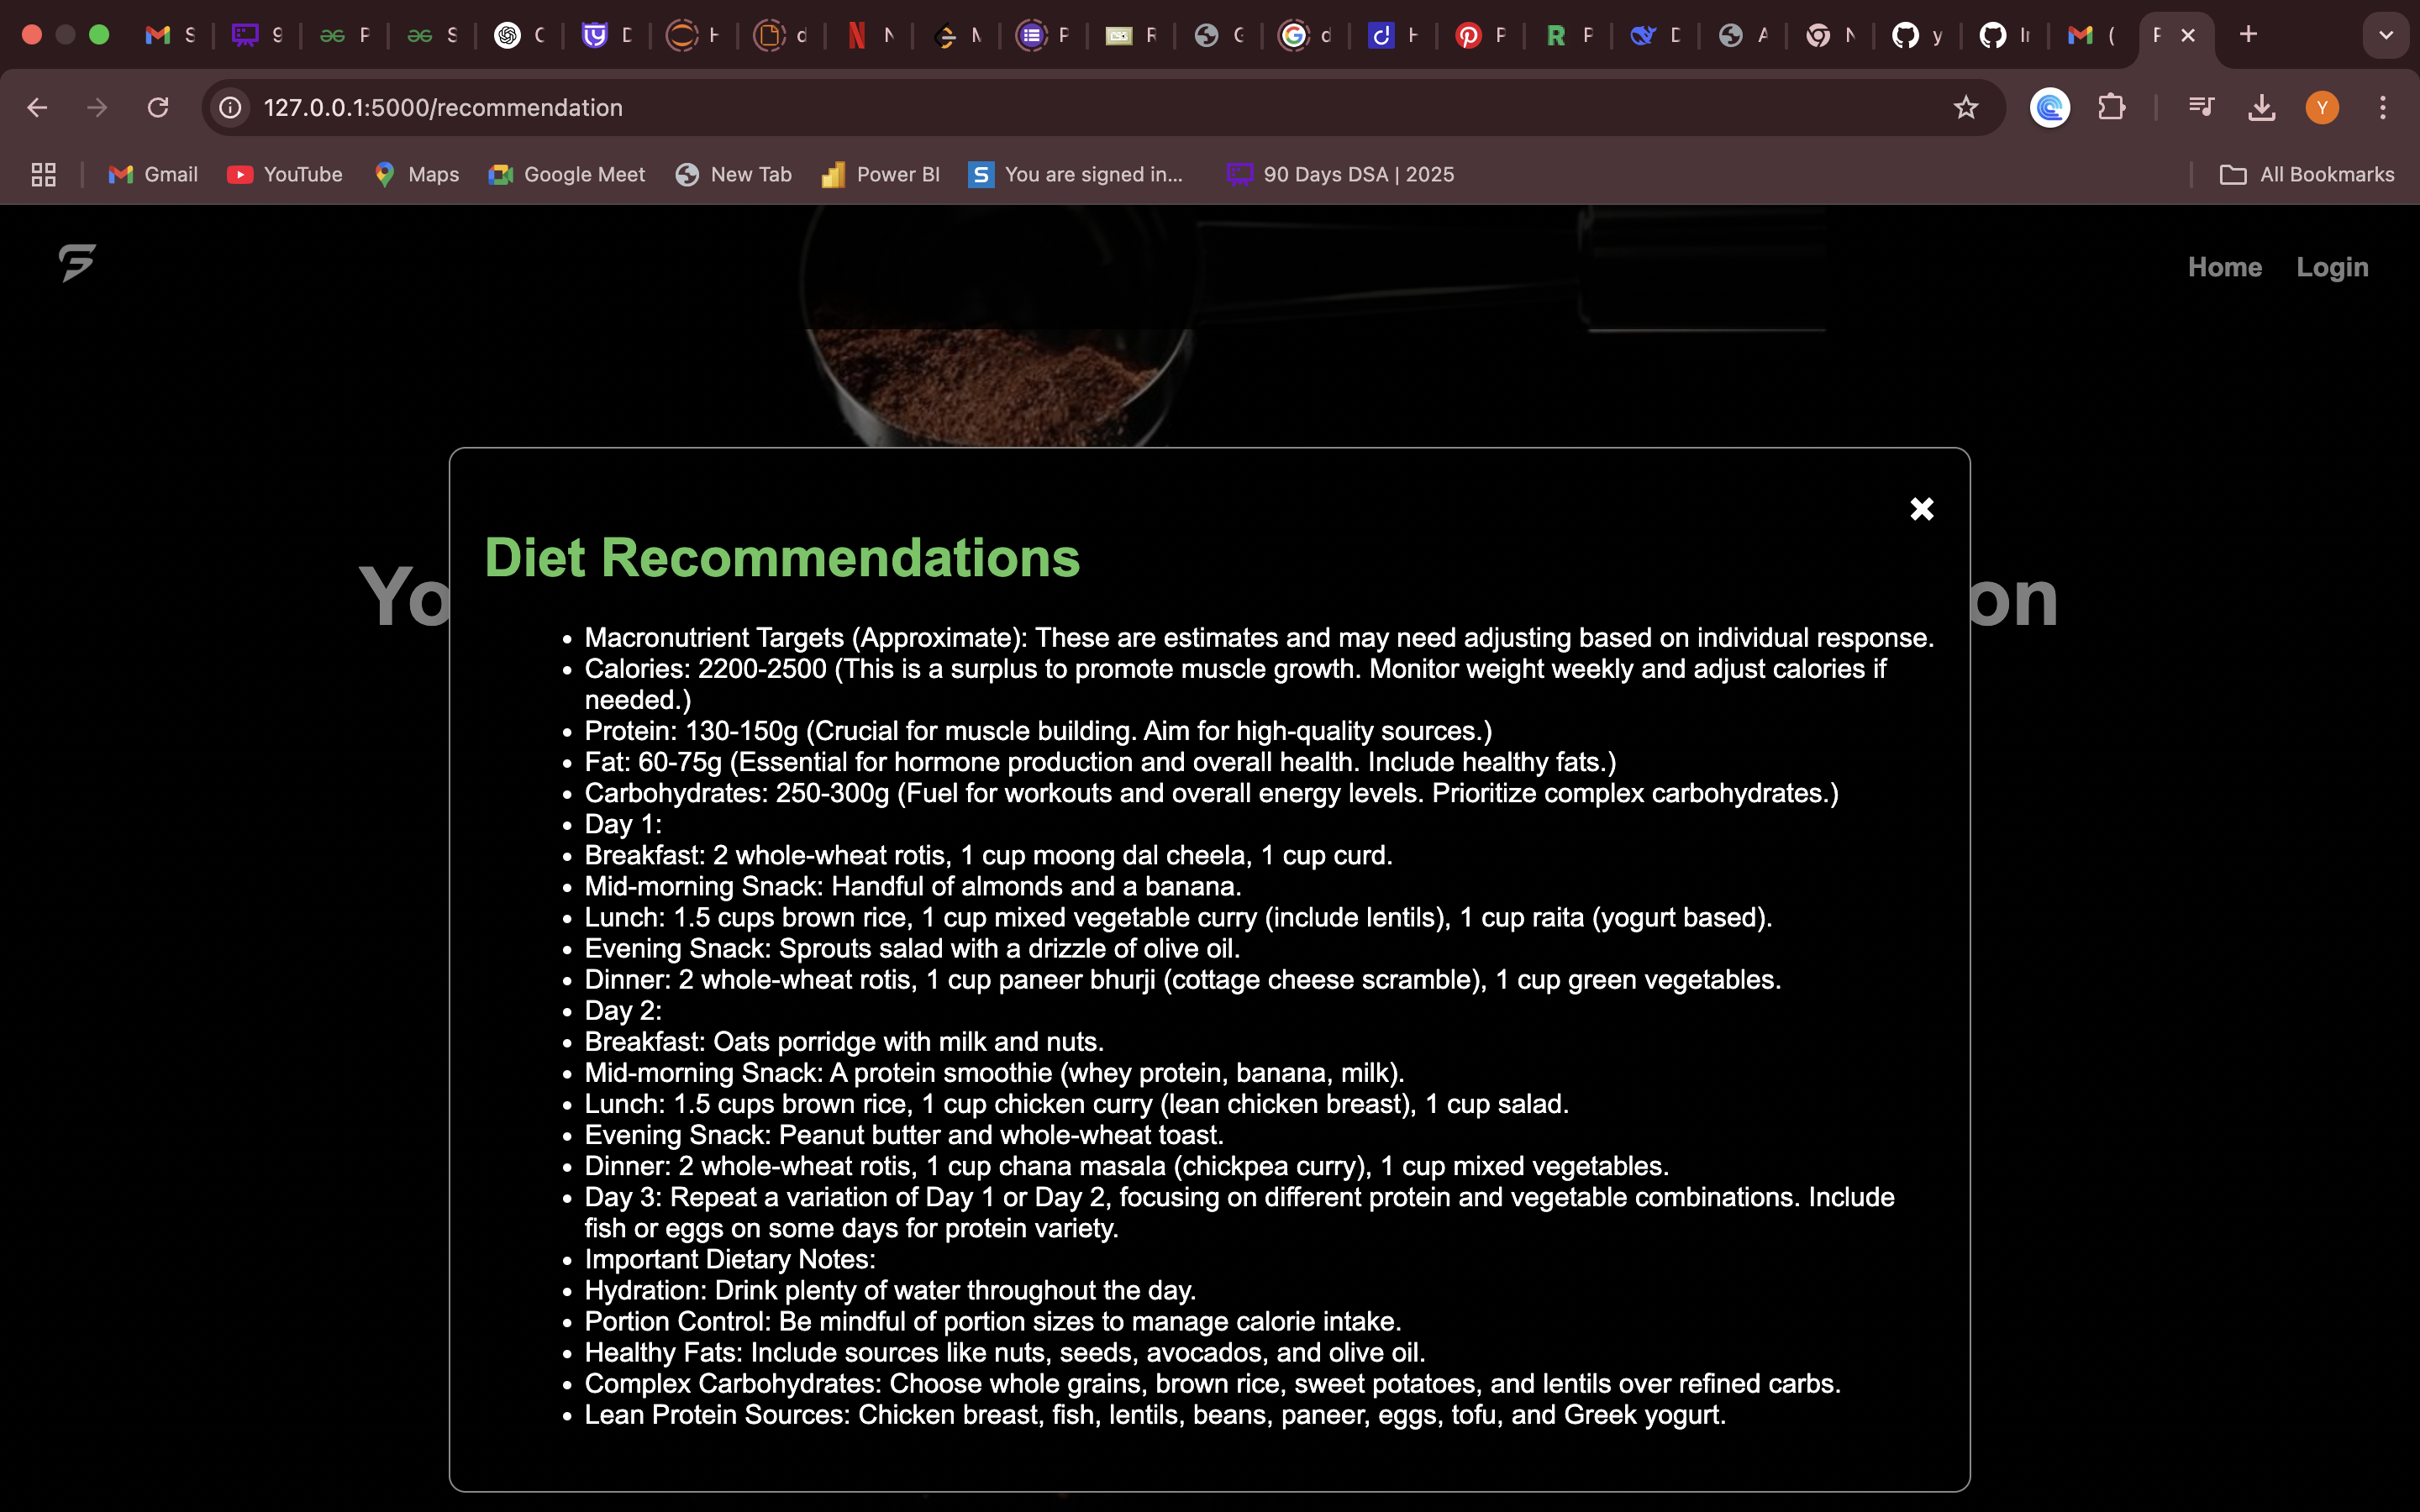 S
9
P
S
C
D
H
d
N
M
P
R
G
d
H
P
P
D
A
N
y
II
(
F
127.0.0.1:5000/recommendation
Y
Gmail
YouTube
Maps
Google Meet
New Tab
Power BI
S
You are signed in...
90 Days DSA | 2025
All Bookmarks
Home
Login
Yo
on
Diet Recommendations
• Macronutrient Targets (Approximate): These are estimates and may need adjusting based on individual response.
• Calories: 2200-2500 (This is a surplus to promote muscle growth. Monitor weight weekly and adjust calories if
needed.)
• Protein: 130-150g (Crucial for muscle building. Aim for high-quality sources.)
• Fat: 60-75g (Essential for hormone production and overall health. Include healthy fats.)
• Carbohydrates: 250-300g (Fuel for workouts and overall energy levels. Prioritize complex carbohydrates.)
• Day 1:
• Breakfast: 2 whole-wheat rotis, 1 cup moong dal cheela, 1 cup curd.
• Mid-morning Snack: Handful of almonds and a banana.
• Lunch: 1.5 cups brown rice, 1 cup mixed vegetable curry (include lentils), 1 cup raita (yogurt based).
• Evening Snack: Sprouts salad with a drizzle of olive oil.
• Dinner: 2 whole-wheat rotis, 1 cup paneer bhurji (cottage cheese scramble), 1 cup green vegetables.
• Day 2:
• Breakfast: Oats porridge with milk and nuts.
• Mid-morning Snack: A protein smoothie (whey protein, banana, milk).
• Lunch: 1.5 cups brown rice, 1 cup chicken curry (lean chicken breast), 1 cup salad.
• Evening Snack: Peanut butter and whole-wheat toast.
• Dinner: 2 whole-wheat rotis, 1 cup chana masala (chickpea curry), 1 cup mixed vegetables.
• Day 3: Repeat a variation of Day 1 or Day 2, focusing on different protein and vegetable combinations. Include
fish or eggs on some days for protein variety.
• Important Dietary Notes:
• Hydration: Drink plenty of water throughout the day.
• Portion Control: Be mindful of portion sizes to manage calorie intake.
• Healthy Fats: Include sources like nuts, seeds, avocados, and olive oil.
• Complex Carbohydrates: Choose whole grains, brown rice, sweet potatoes, and lentils over refined carbs.
• Lean Protein Sources: Chicken breast, fish, lentils, beans, paneer, eggs, tofu, and Greek yogurt.